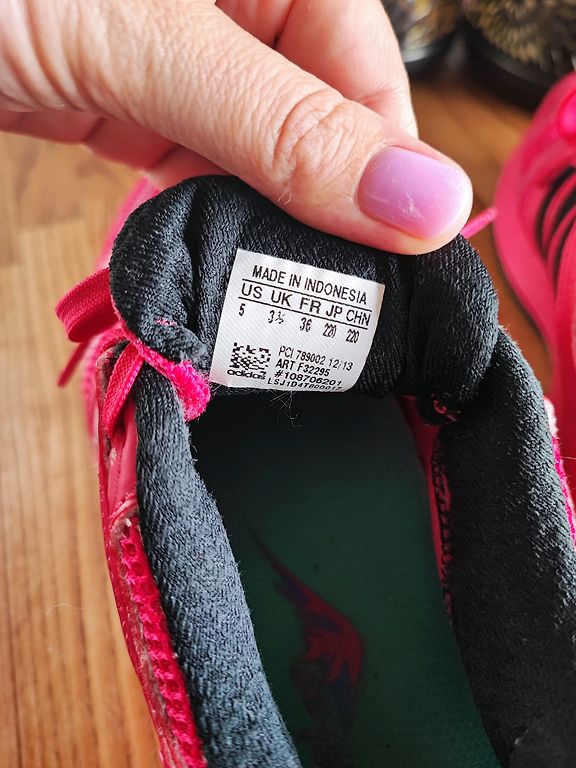 MADE IN INDONESIA
US UK FR JP CHN
5 3½ 36 220 220
PCI 789002 12/13
ART F32295
adidas #108706201